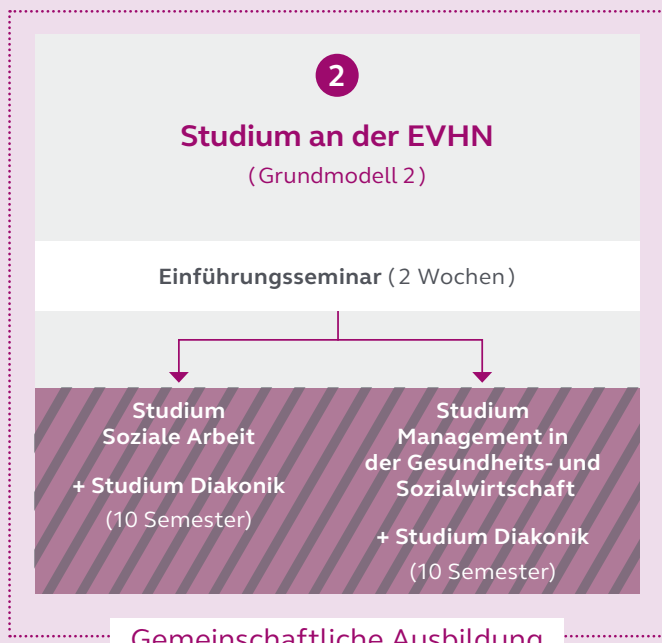 2
Studium an der EVHN
(Grundmodell 2)
Einführungsseminar (2 Wochen)
Studium
Soziale Arbeit
+ Studium Diakonik
(10 Semester)
Studium
Management in
der Gesundheits- und
Sozialwirtschaft
+ Studium Diakonik
(10 Semester)
Gemeinschaftliche Ausbildung